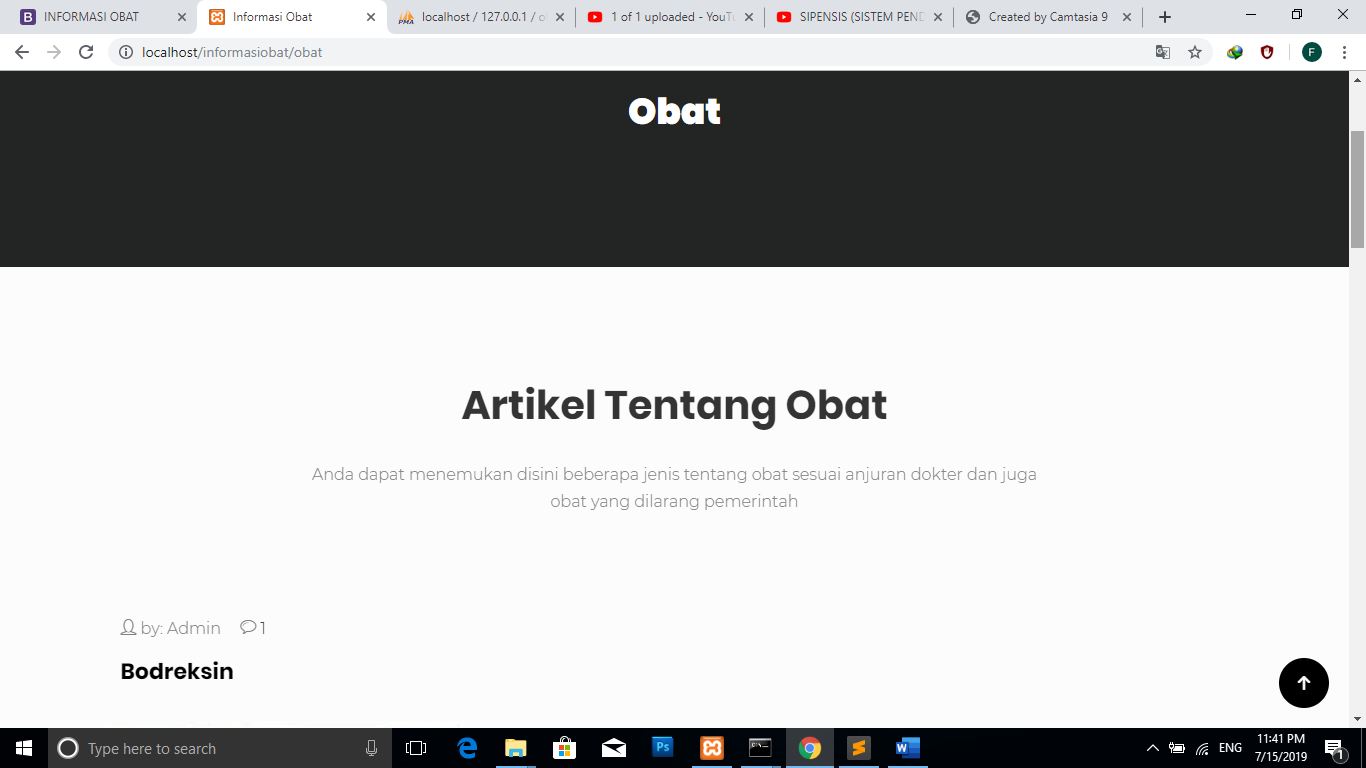 INFORMASI OBAT
Informasi Obat
localhost / 127.0.0.1 / o
1 of 1 uploaded - YouTu
SIPENSIS (SISTEM PEND
Created by Camtasia 9
localhost/informasiobat/obat
F
Obat
Artikel Tentang Obat
Anda dapat menemukan disini beberapa jenis tentang obat sesuai anjuran dokter dan juga
obat yang dilarang pemerintah
by: Admin 1
Bodreksin
Type here to search
Ps
ENG
11:41 PM
7/15/2019
1